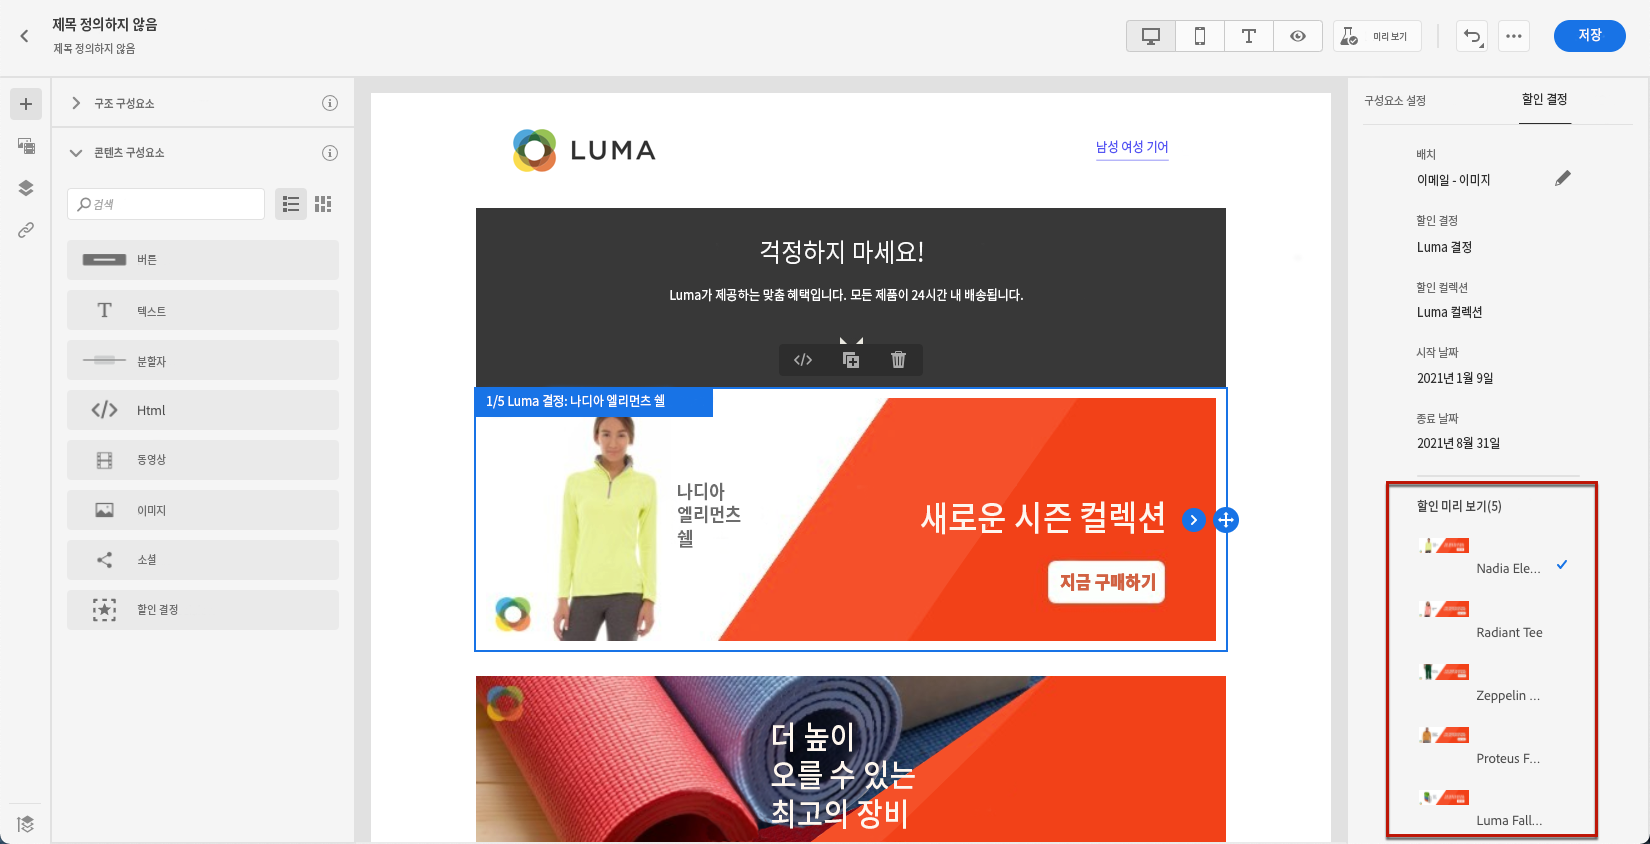 제목 정의하지 않음
제목 정의하지 않음
미리 보기
저장
구조 구성요소
콘텐츠 구성요소
검색
버튼
텍스트
분할자
Html
동영상
이미지
소셜
할인 결정
LUMA
남성 여성 기어
걱정하지 마세요!
Luma가 제공하는 맞춤 혜택입니다. 모든 제품이 24시간 내 배송됩니다.
1/5 Luma 결정: 나디아 엘리먼츠 쉘
나디아
엘리먼츠
쉘
새로운 시즌 컬렉션
지금 구매하기
더 높이
오를 수 있는
최고의 장비
구성요소 설정
할인 결정
배치
이메일 - 이미지
할인 결정
Luma 결정
할인 컬렉션
Luma 컬렉션
시작 날짜
2021년 1월 9일
종료 날짜
2021년 8월 31일
할인 미리 보기(5)
Nadia Ele...
Radiant Tee
Zeppelin ...
Proteus F...
Luma Fall...